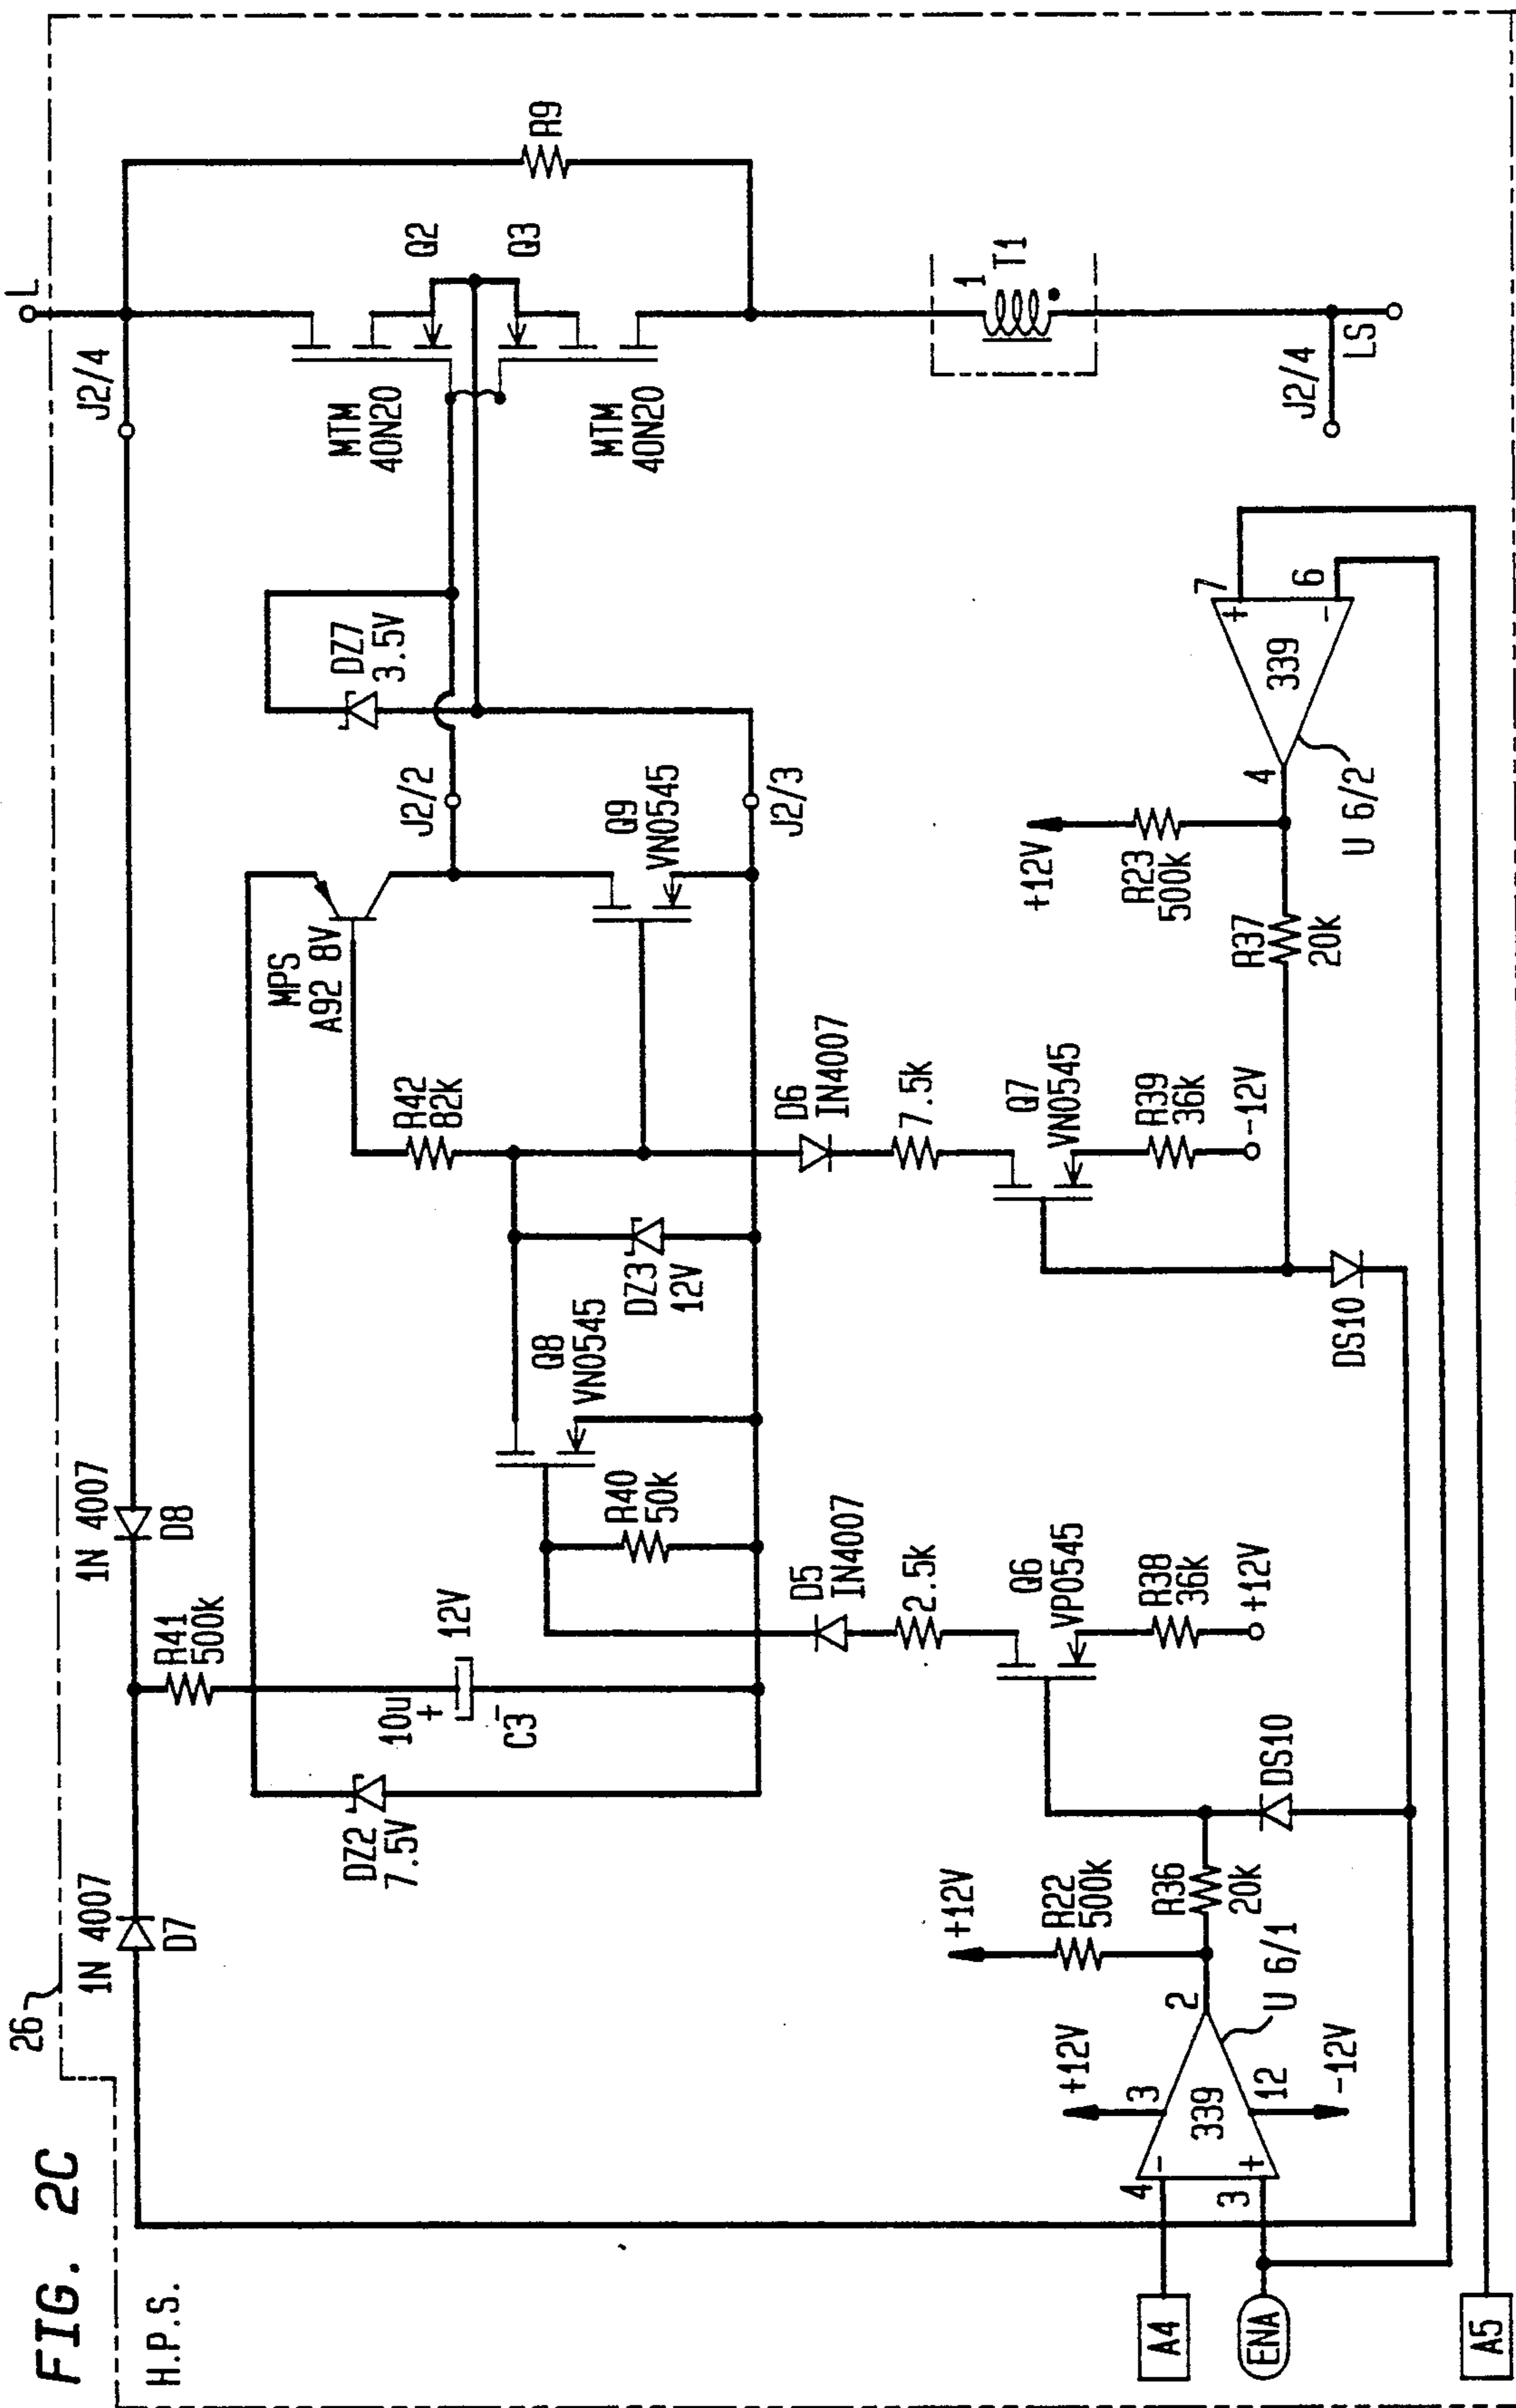 FIG. 2C
26
H.P.S.
L
J2/4
1N 4007
D7
1N 4007
D8
R41
500k
R9
DZ2
7.5V
10u
+
-
C3
12V
MPS
A92 8V
R42
82k
Q8
VN0545
R40
50k
DZ3
12V
J2/2
Q9
VN0545
J2/3
DZ7
3.5V
MTM
40N20
Q2
Q3
MTM
40N20
D5
IN4007
2.5k
Q6
VP0545
R38
36k
+12V
D6
IN4007
7.5k
Q7
VN0545
R39
36k
-12V
1
T1
J2/4
LS
+12V
R22
500k
R36
20k
DS10
+12V
3
4
-
339
2
+
3
12
-12V
U 6/1
DS10
R37
20k
+12V
R23
500k
4
339
7
+
6
-
U 6/2
A4
ENA
A5